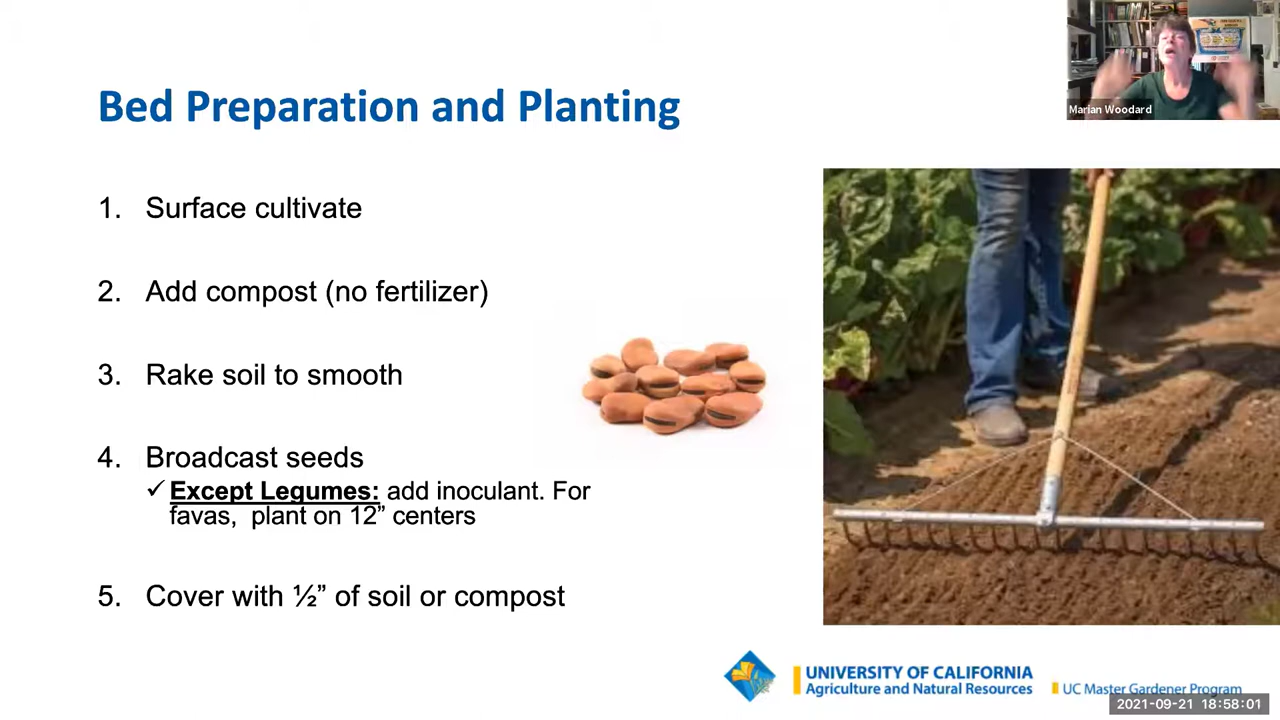 Marian Woodard
Bed Preparation and Planting
1. Surface cultivate
2. Add compost (no fertilizer)
3. Rake soil to smooth
4. Broadcast seeds
✓ Except Legumes: add inoculant. For
favas, plant on 12” centers
5. Cover with ½” of soil or compost
UNIVERSITY OF CALIFORNIA
Agriculture and Natural Resources
UC Master Gardener Program
2021-09-21 18:58:01